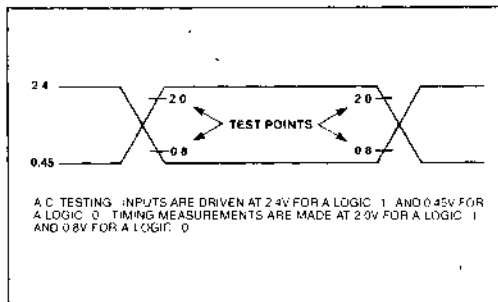 2.4
2.0
2.0
TEST POINTS
0.8
0.8
0.45
A.C. TESTING: INPUTS ARE DRIVEN AT 2.4V FOR A LOGIC 1 AND 0.45V FOR
A LOGIC 0 TIMING MEASUREMENTS ARE MADE AT 2.0V FOR A LOGIC 1
AND 0.8V FOR A LOGIC 0